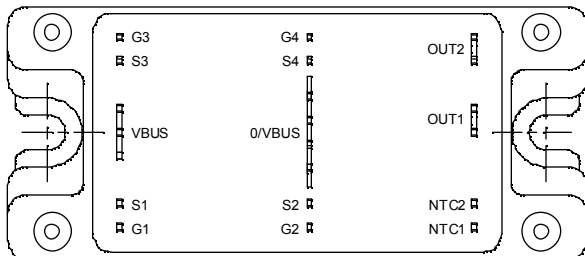 G3 G4
OUT2
S3 S4
OUT1
VBUS 0/VBUS
S1 S2 NTC2
G1 G2 NTC1